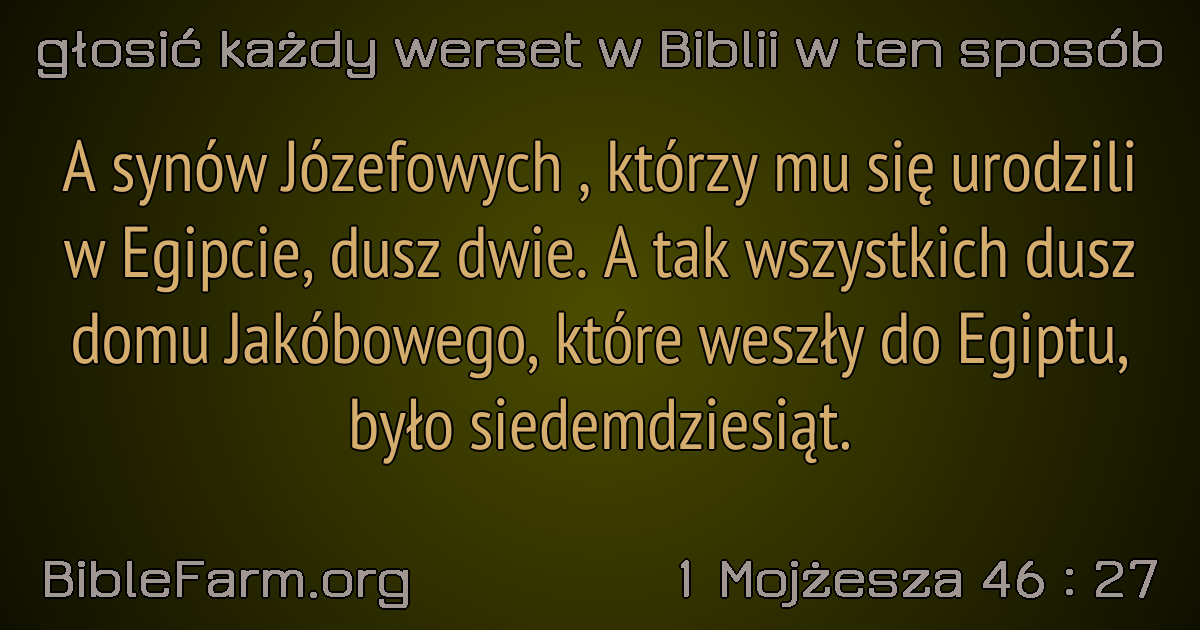 głosić każdy werset w Biblii w ten sposób
A synów Józefowych , którzy mu się urodzili
w Egipcie, dusz dwie. A tak wszystkich dusz
domu Jakóbowego, które weszły do Egiptu,
było siedemdziesiąt.
BibleFarm.org
1 Mojżesza 46 : 27